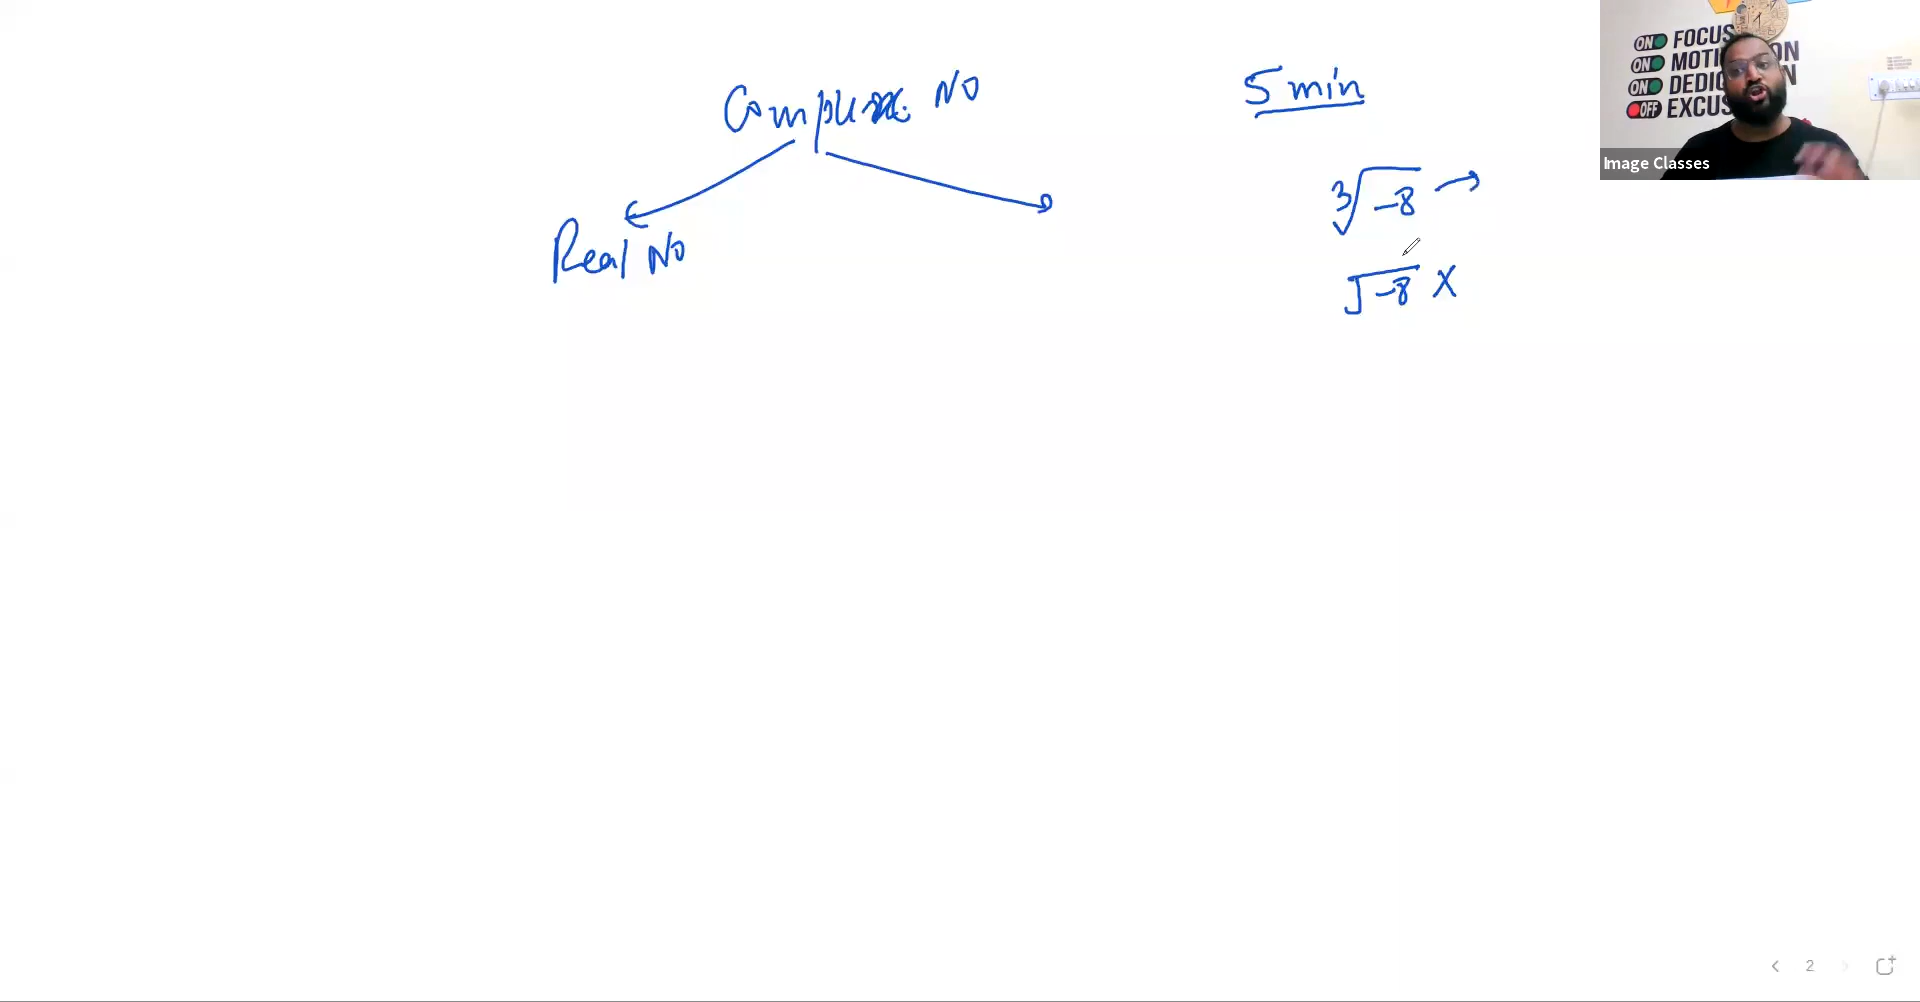 Complex No
5 min
∛-8 →
Real No
√-8 X
ON FOCUS
ON MOTI ON
ON DEDIC N
OFF EXCUS
Image Classes
2